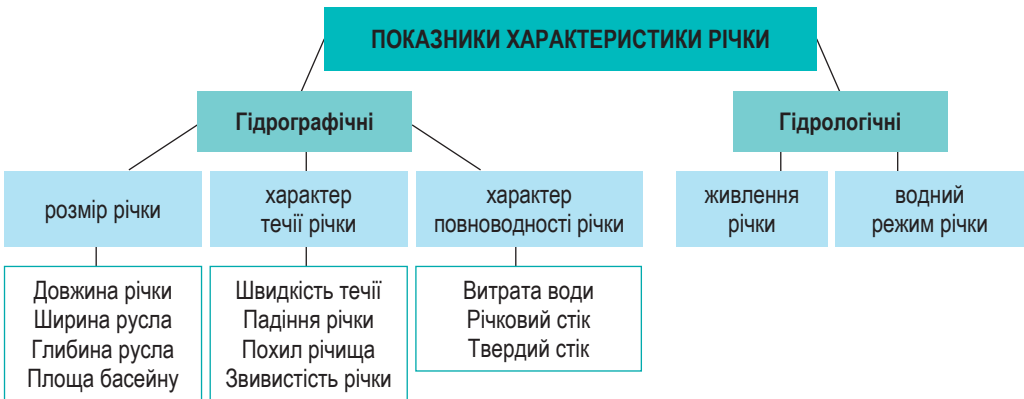 ПОКАЗНИКИ ХАРАКТЕРИСТИКИ РІЧКИ
Гідрографічні
Гідрологічні
розмір річки
характер
течії річки
характер
повноводності річки
живлення
річки
водний
режим річки
Довжина річки
Ширина русла
Глибина русла
Площа басейну
Швидкість течії
Падіння річки
Похил річища
Звивистість річки
Витрата води
Річковий стік
Твердий стік